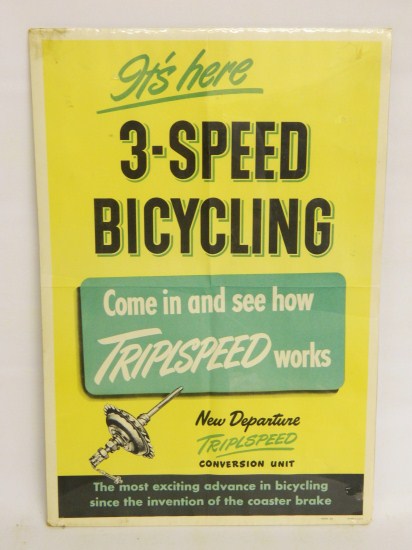 It's here
3-SPEED
BICYCLING
Come in and see how
TRIPLSPEED works
New Departure
TRIPLSPEED
CONVERSION UNIT
The most exciting advance in bicycling
since the invention of the coaster brake